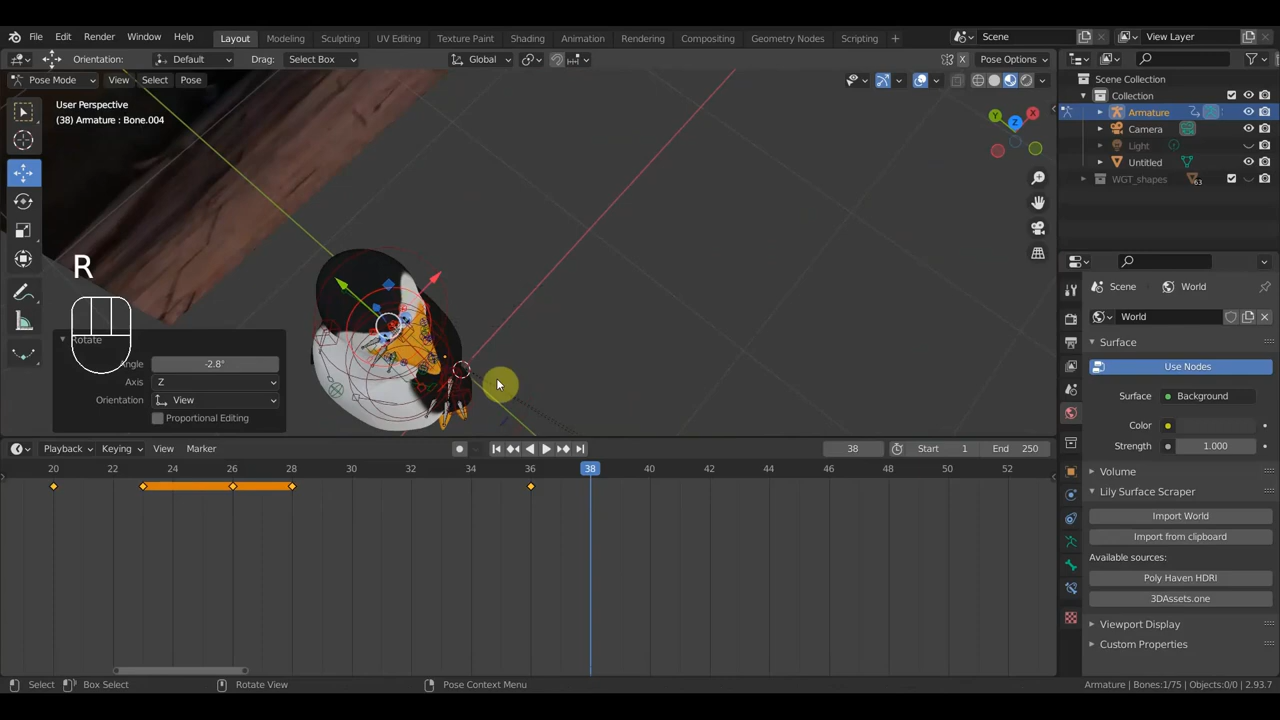 File Edit Render Window Help Layout Modeling Sculpting UV Editing Texture Paint Shading Animation Rendering Compositing Geometry Nodes Scripting + Scene View Layer
Orientation: Default Drag: Select Box Global X Pose Options
Pose Mode View Select Pose
Scene Collection
Collection
Armature
Camera
Light
Untitled
WGT_shapes 63
User Perspective
(38) Armature : Bone.004
Z X Y
R
Rotate
Angle -2.8°
Axis Z
Orientation View
Proportional Editing
Scene World
World
Surface
Use Nodes
Surface Background
Color
Strength 1.000
Volume
Lily Surface Scraper
Import World
Import from clipboard
Available sources:
Poly Haven HDRI
3DAssets.one
Viewport Display
Custom Properties
Playback Keying View Marker 38 Start 1 End 250
20 22 24 26 28 30 32 34 36 38 40 42 44 46 48 50 52
Select Box Select Rotate View Pose Context Menu Armature | Bones:1/75 | Objects:0/0 | 2.93.7